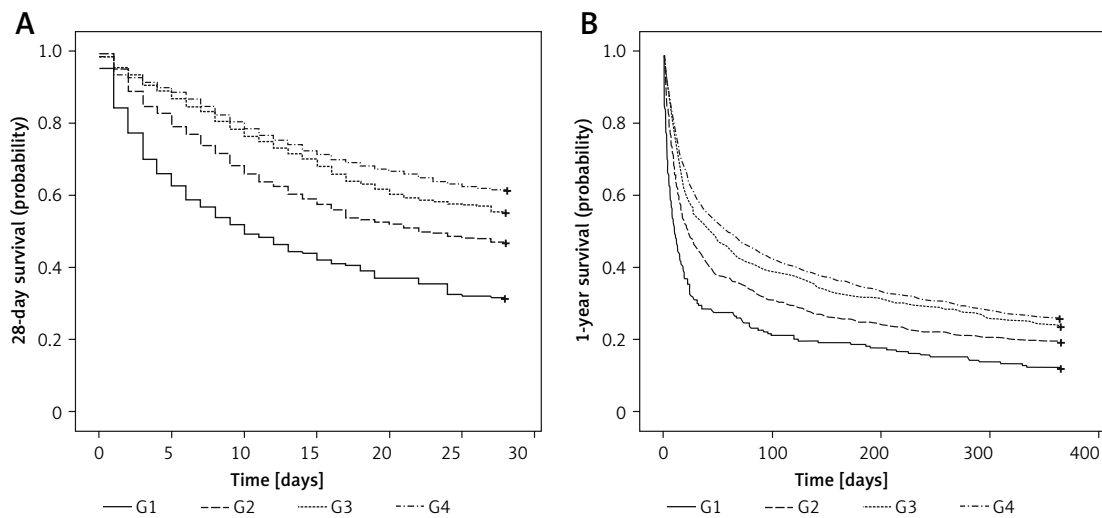 A
28-day survival (probability)
1.0
0.8
0.6
0.4
0.2
0
0 5 10 15 20 25 30
Time [days]
G1 G2 G3 G4
B
1-year survival (probability)
1.0
0.8
0.6
0.4
0.2
0
0 100 200 300 400
Time [days]
G1 G2 G3 G4